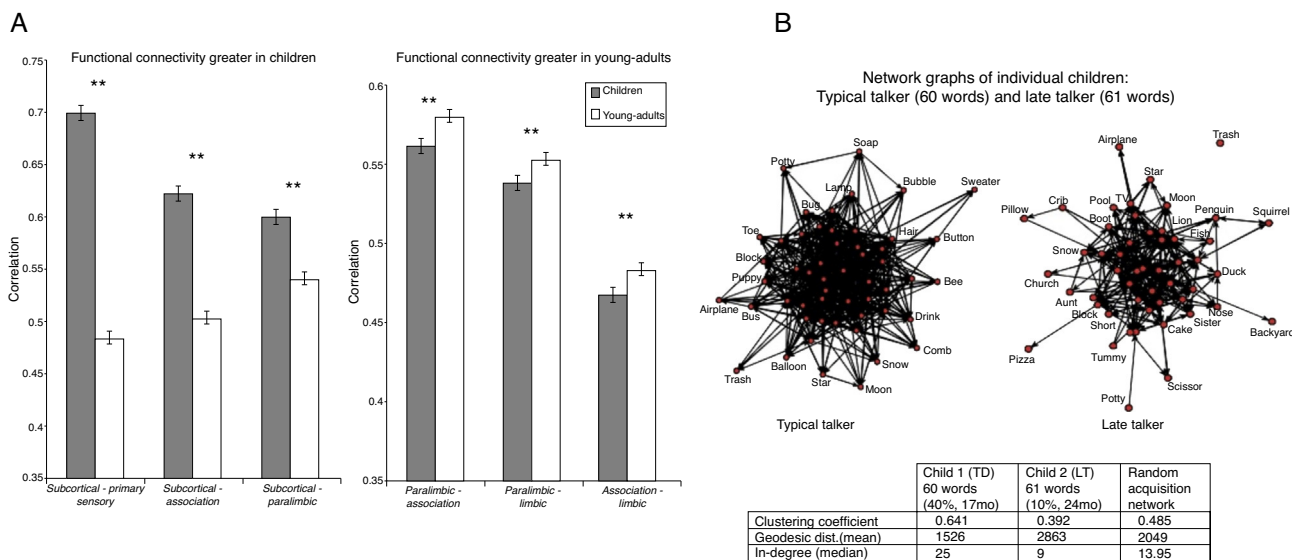 A
Functional connectivity greater in children
0.75
0.7
0.65
0.6
0.55
0.5
0.45
0.4
0.35
Correlation
**
**
**
Subcortical - primary
sensory
Subcortical -
association
Subcortical -
paralimbic
Functional connectivity greater in young-adults
0.6
0.55
0.5
0.45
0.4
0.35
Correlation
**
**
**
Children
Young-adults
Paralimbic -
association
Paralimbic -
limbic
Association -
limbic
B
Network graphs of individual children:
Typical talker (60 words) and late talker (61 words)
Soap
Potty
Lamp
Bubble
Sweater
Bug
Toe
Hair
Button
Block
Puppy
Bee
Airplane
Bus
Drink
Comb
Balloon
Snow
Trash
Star
Moon
Typical talker
Airplane
Trash
Star
Crib
Pool
TV
Moon
Pillow
Boot
Lion
Penguin
Squirrel
Fish
Snow
Church
Duck
Aunt
Block
Nose
Short
Cake
Sister
Backyard
Pizza
Tummy
Scissor
Potty
Late talker
Child 1 (TD) Child 2 (LT) Random
60 words 61 words acquisition
(40%, 17mo) (10%, 24mo) network
Clustering coefficient 0.641 0.392 0.485
Geodesic dist.(mean) 1526 2863 2049
In-degree (median) 25 9 13.95